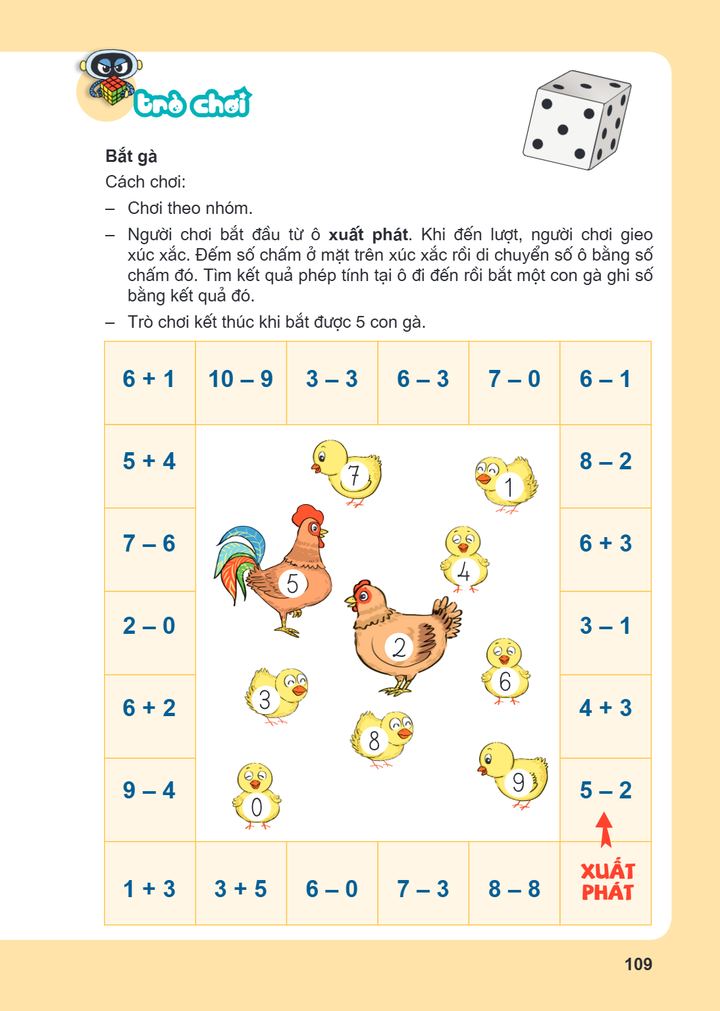 trò chơi
Bắt gà
Cách chơi:
– Chơi theo nhóm.
– Người chơi bắt đầu từ ô xuất phát. Khi đến lượt, người chơi gieo
xúc xắc. Đếm số chấm ở mặt trên xúc xắc rồi di chuyển số ô bằng số
chấm đó. Tìm kết quả phép tính tại ô đi đến rồi bắt một con gà ghi số
bằng kết quả đó.
– Trò chơi kết thúc khi bắt được 5 con gà.
6 + 1 10 – 9 3 – 3 6 – 3 7 – 0 6 – 1
5 + 4 8 – 2
7
1
7 – 6 6 + 3
4
5
2 – 0 3 – 1
2
6
3
6 + 2 4 + 3
8
9 – 4 5 – 2
9
0
XUẤT
PHÁT
1 + 3 3 + 5 6 – 0 7 – 3 8 – 8
109